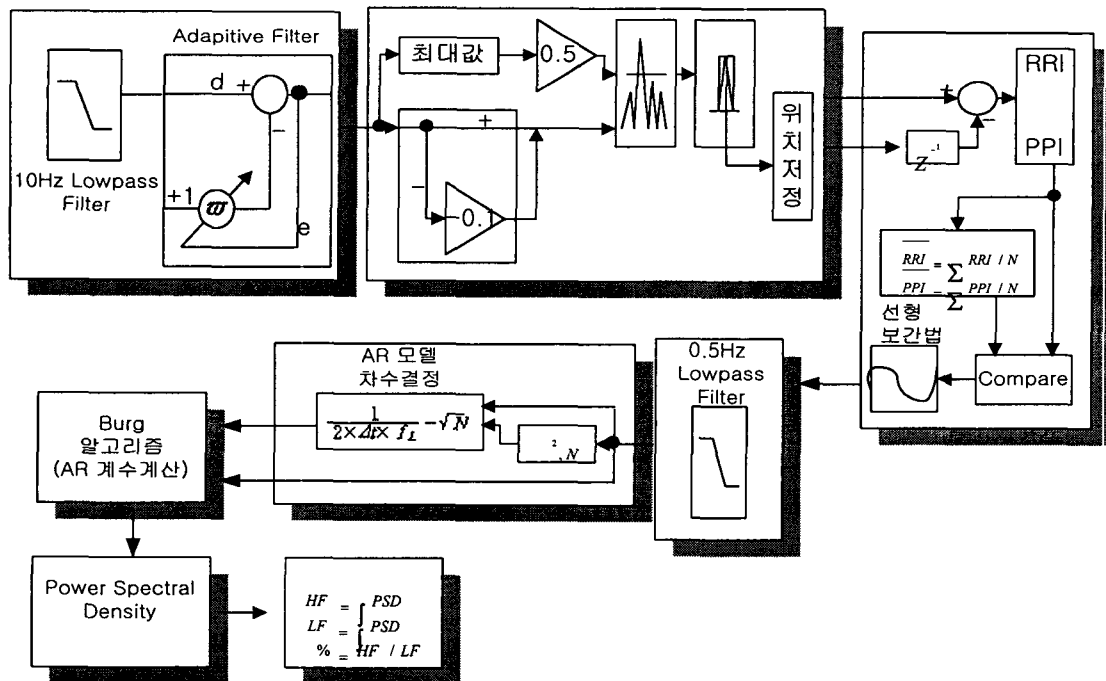 Adapitive Filter
d
+
−
10Hz Lowpass
Filter
+1
ϖ
e
최대값
0.5
+
−
−0.1
위
치
저
정
+
−
Z⁻¹
RRI
PPI
RRI = ∑ RRI / N
PPI = ∑ PPI / N
선형
보간법
Compare
0.5Hz
Lowpass
Filter
AR 모델
차수결정
1
2×Δt× f_L − √N
², N
Burg
알고리즘
(AR 계수계산)
Power Spectral
Density
HF = ∫ PSD
LF = ∫ PSD
% = HF / LF